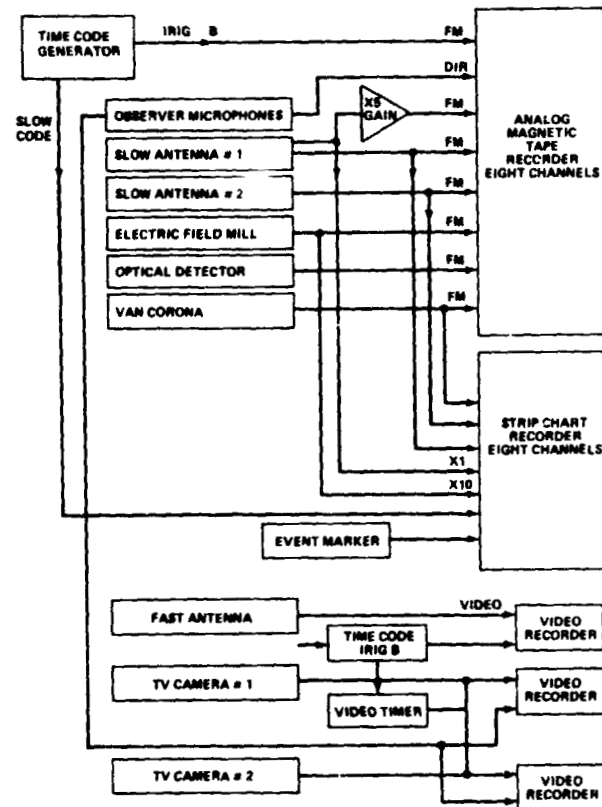 TIME CODE
GENERATOR
IRIG B
FM
DIR
SLOW
CODE
OBSERVER MICROPHONES
X5
GAIN
FM
SLOW ANTENNA # 1
FM
SLOW ANTENNA # 2
FM
ELECTRIC FIELD MILL
FM
OPTICAL DETECTOR
FM
VAN CORONA
FM
ANALOG
MAGNETIC
TAPE
RECORDER
EIGHT CHANNELS
STRIP CHART
RECORDER
EIGHT CHANNELS
X1
X10
EVENT MARKER
FAST ANTENNA
VIDEO
VIDEO
RECORDER
TIME CODE
IRIG B
TV CAMERA # 1
VIDEO
RECORDER
VIDEO TIMER
TV CAMERA # 2
VIDEO
RECORDER